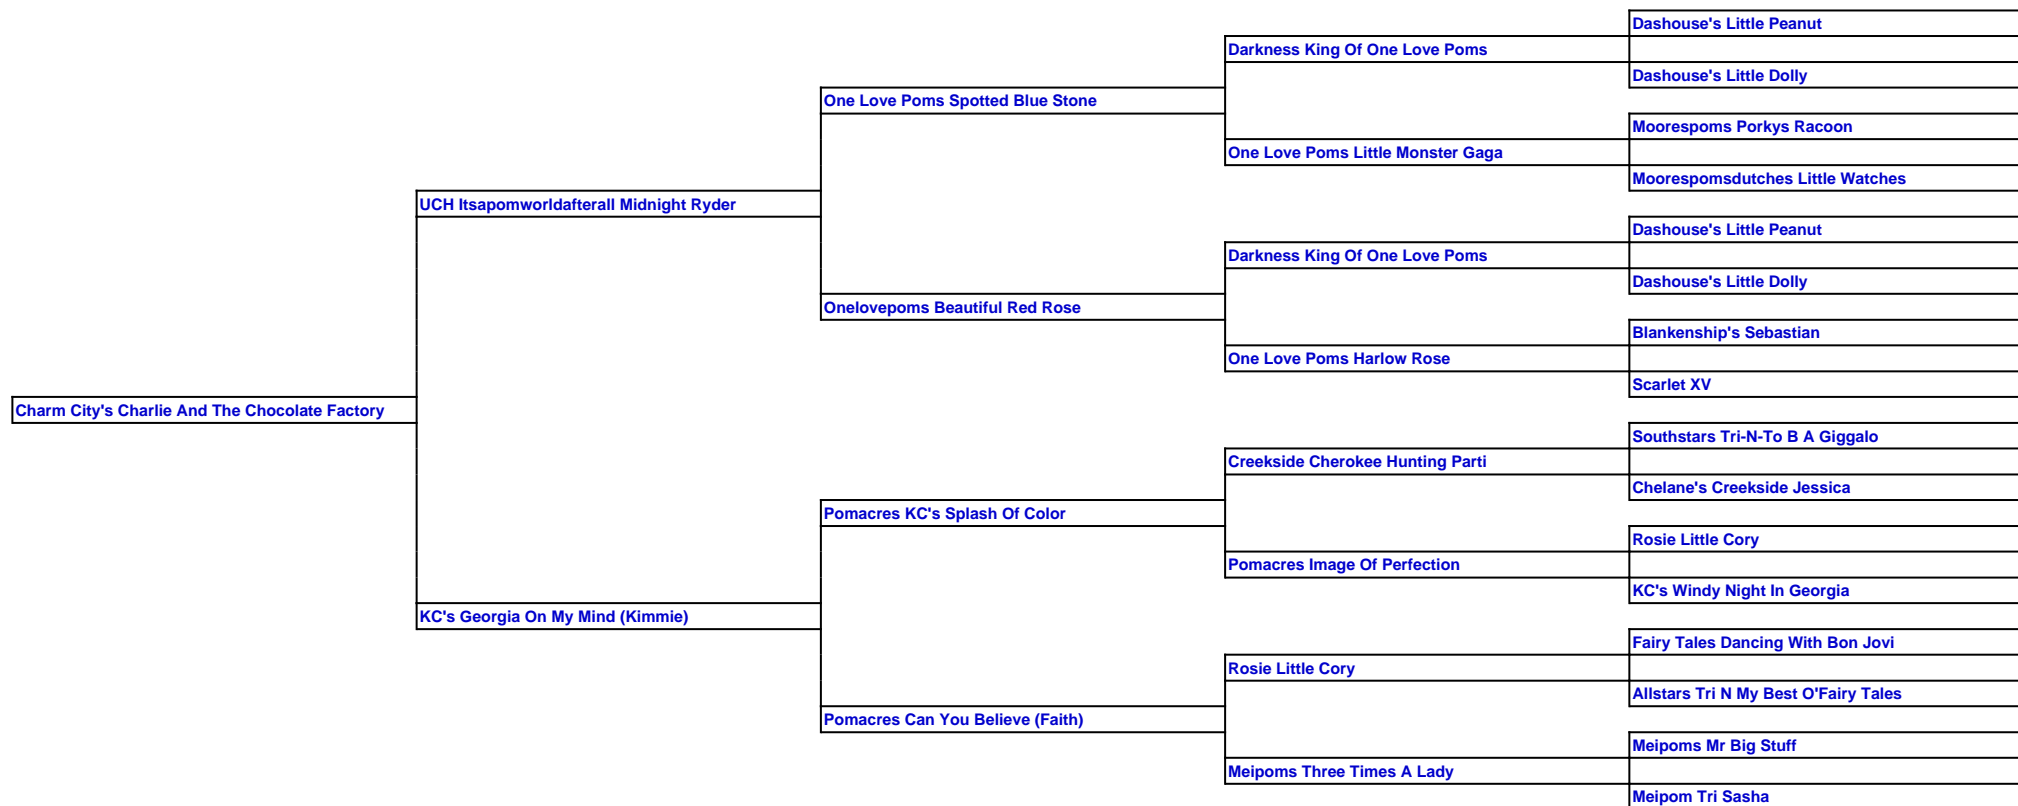 Dashouse's Little Peanut
Darkness King Of One Love Poms
Dashouse's Little Dolly
One Love Poms Spotted Blue Stone
Moorespoms Porkys Racoon
One Love Poms Little Monster Gaga
Moorespomsdutches Little Watches
UCH Itsapomworldafterall Midnight Ryder
Dashouse's Little Peanut
Darkness King Of One Love Poms
Dashouse's Little Dolly
Onelovepoms Beautiful Red Rose
Blankenship's Sebastian
One Love Poms Harlow Rose
Scarlet XV
Charm City's Charlie And The Chocolate Factory
Southstars Tri-N-To B A Giggalo
Creekside Cherokee Hunting Parti
Chelane's Creekside Jessica
Pomacres KC's Splash Of Color
Rosie Little Cory
Pomacres Image Of Perfection
KC's Windy Night In Georgia
KC's Georgia On My Mind (Kimmie)
Fairy Tales Dancing With Bon Jovi
Rosie Little Cory
Allstars Tri N My Best O'Fairy Tales
Pomacres Can You Believe (Faith)
Meipoms Mr Big Stuff
Meipoms Three Times A Lady
Meipom Tri Sasha